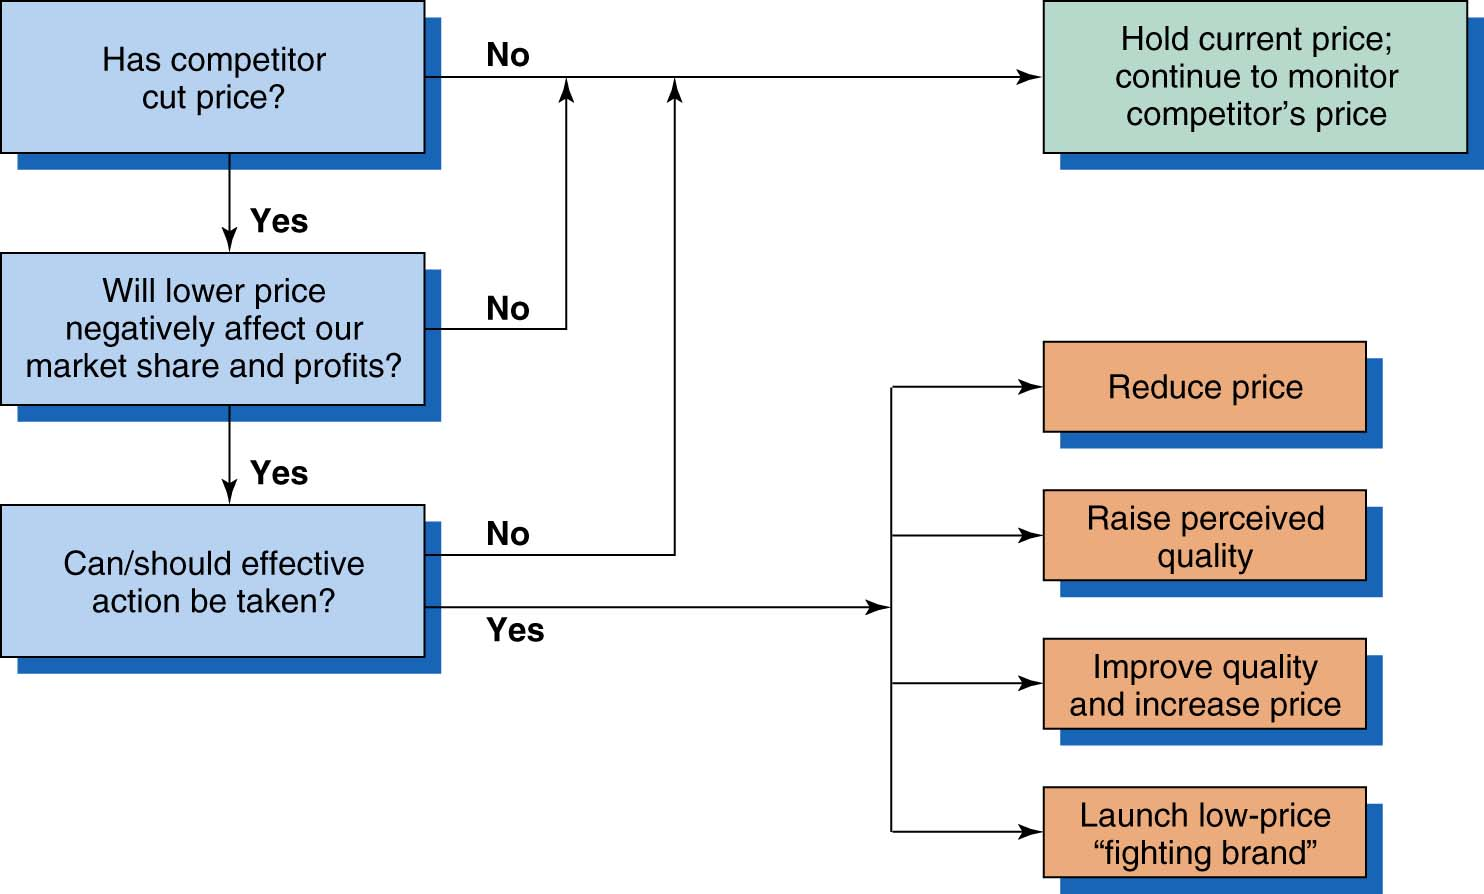 Has competitor
cut price?
No
Hold current price;
continue to monitor
competitor’s price
Yes
Will lower price
negatively affect our
market share and profits?
No
Yes
Can/should effective
action be taken?
No
Yes
Reduce price
Raise perceived
quality
Improve quality
and increase price
Launch low-price
“fighting brand”